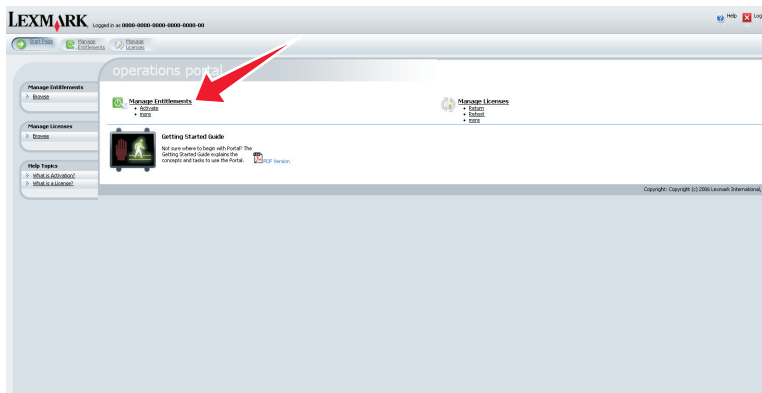 LEXMARK Logged in as 0000-0000-0000-0000-0000-00 Help Log
Start Page Manage Entitlements Manage Licenses
operations portal
Manage Entitlements
Browse
Manage Licenses
Browse
Help Topics
What is Activation?
What is a License?
Manage Entitlements
• Activate
• more
Manage Licenses
• Return
• Rehost
• more
Getting Started Guide
Not sure where to begin with Portal? The
Getting Started Guide explains the
concepts and tasks to use the Portal.
PDF Version
Copyright: Copyright (c) 2006 Lexmark International,